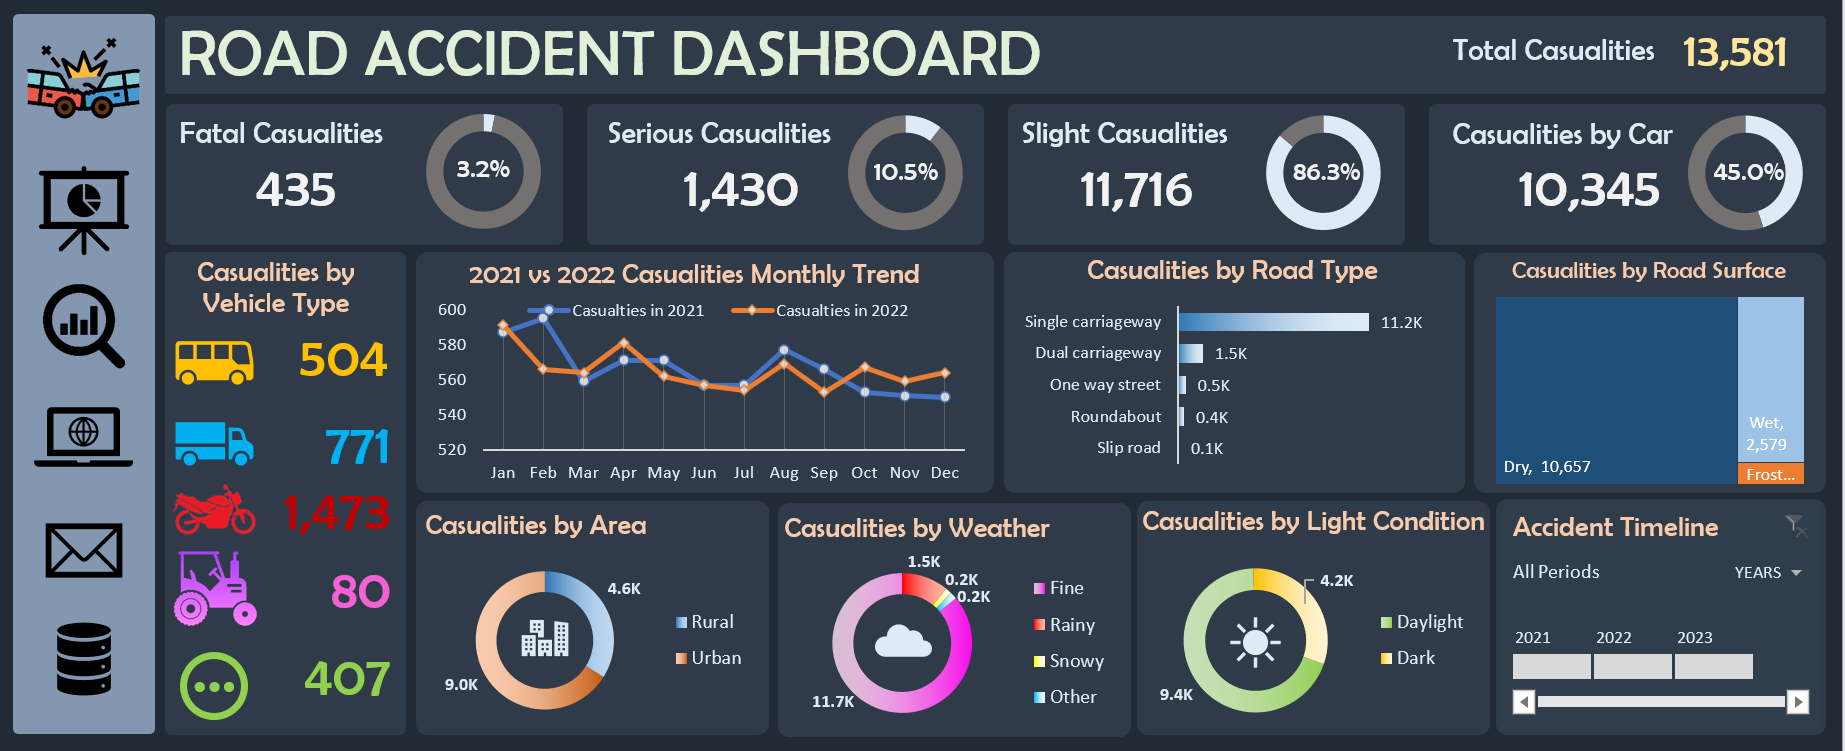 ROAD ACCIDENT DASHBOARD
Total Casualities 13,581
Fatal Casualities
435
3.2%
Serious Casualities
1,430
10.5%
Slight Casualities
11,716
86.3%
Casualities by Car
10,345
45.0%
Casualities by
Vehicle Type
504
771
1,473
80
407
2021 vs 2022 Casualities Monthly Trend
Casualties in 2021
Casualties in 2022
600
580
560
540
520
Jan Feb Mar Apr May Jun Jul Aug Sep Oct Nov Dec
Casualities by Road Type
Single carriageway 11.2K
Dual carriageway 1.5K
One way street 0.5K
Roundabout 0.4K
Slip road 0.1K
Casualities by Road Surface
Dry, 10,657
Wet,
2,579
Frost...
Casualities by Area
4.6K
9.0K
Rural
Urban
Casualities by Weather
1.5K
0.2K
0.2K
11.7K
Fine
Rainy
Snowy
Other
Casualities by Light Condition
4.2K
9.4K
Daylight
Dark
Accident Timeline
All Periods YEARS
2021 2022 2023